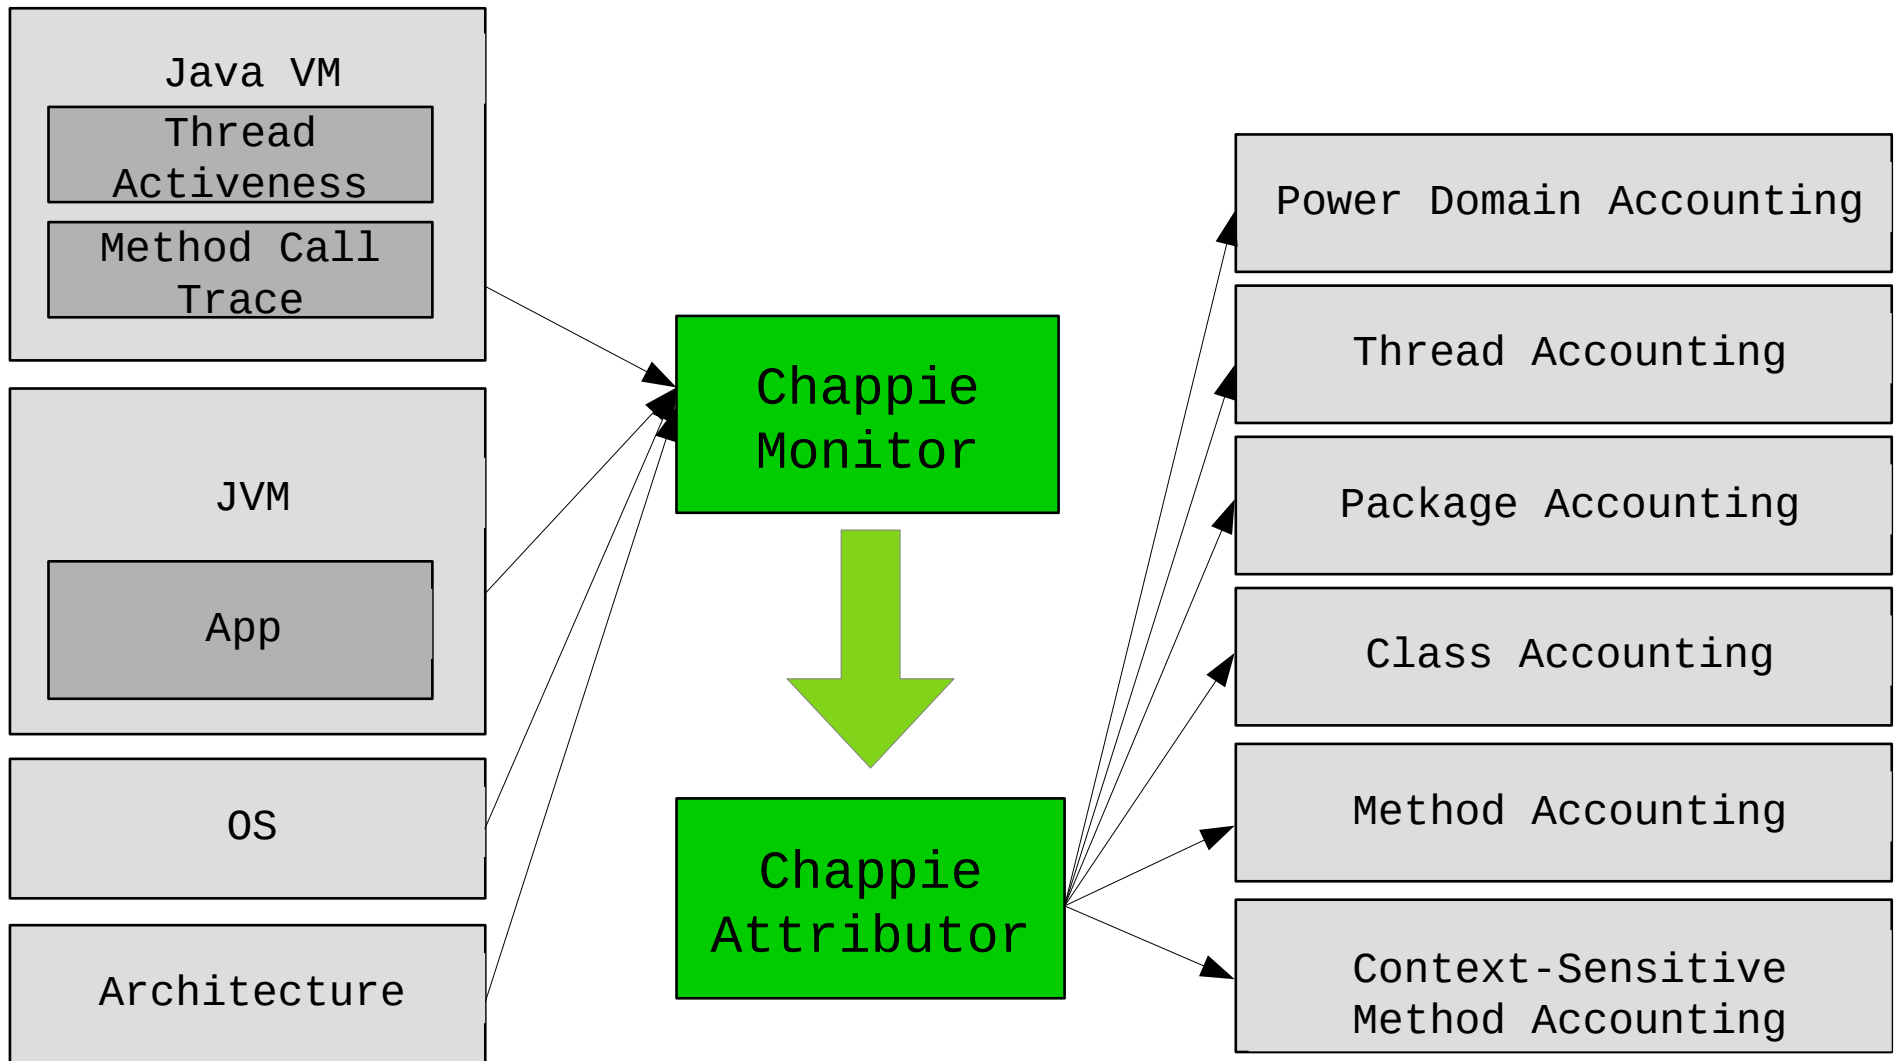 Java VM
Thread
Activeness
Method Call
Trace
JVM
App
OS
Architecture
Chappie
Monitor
Chappie
Attributor
Power Domain Accounting
Thread Accounting
Package Accounting
Class Accounting
Method Accounting
Context-Sensitive
Method Accounting